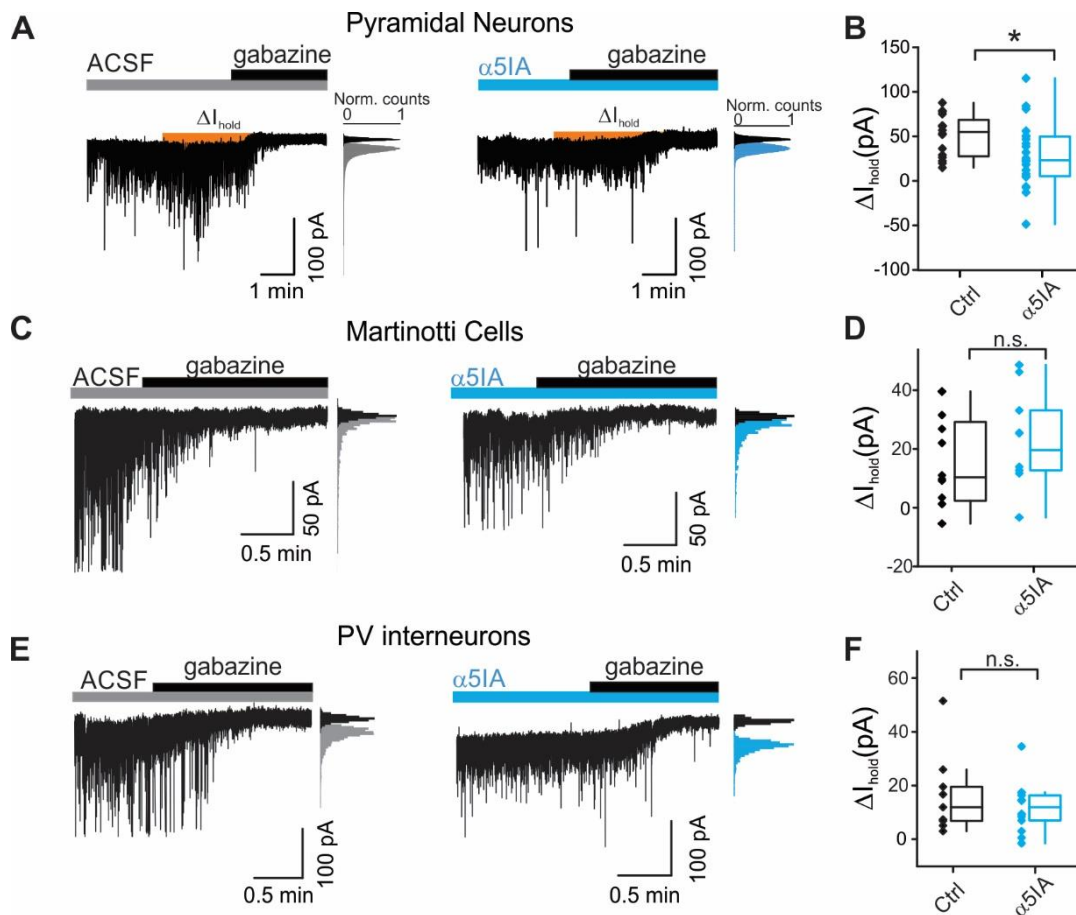 A
Pyramidal Neurons
B
ACSF
gabazine
α5IA
gabazine
Norm. counts
0 1
Norm. counts
0 1
ΔIhold
ΔIhold
100 pA
1 min
100 pA
1 min
*
ΔIhold(pA)
150
100
50
0
-50
-100
Ctrl
α5IA
C
Martinotti Cells
D
ACSF
gabazine
α5IA
gabazine
50 pA
0.5 min
50 pA
0.5 min
n.s.
ΔIhold(pA)
40
20
0
-20
Ctrl
α5IA
E
PV interneurons
F
ACSF
gabazine
α5IA
gabazine
100 pA
0.5 min
100 pA
0.5 min
n.s.
ΔIhold(pA)
60
40
20
0
Ctrl
α5IA